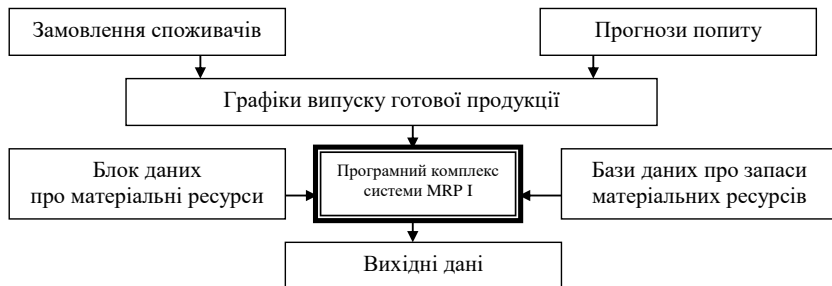 Замовлення споживачів
Прогнози попиту
Графіки випуску готової продукції
Блок даних
про матеріальні ресурси
Програмний комплекс
системи MRP I
Бази даних про запаси
матеріальних ресурсів
Вихідні дані